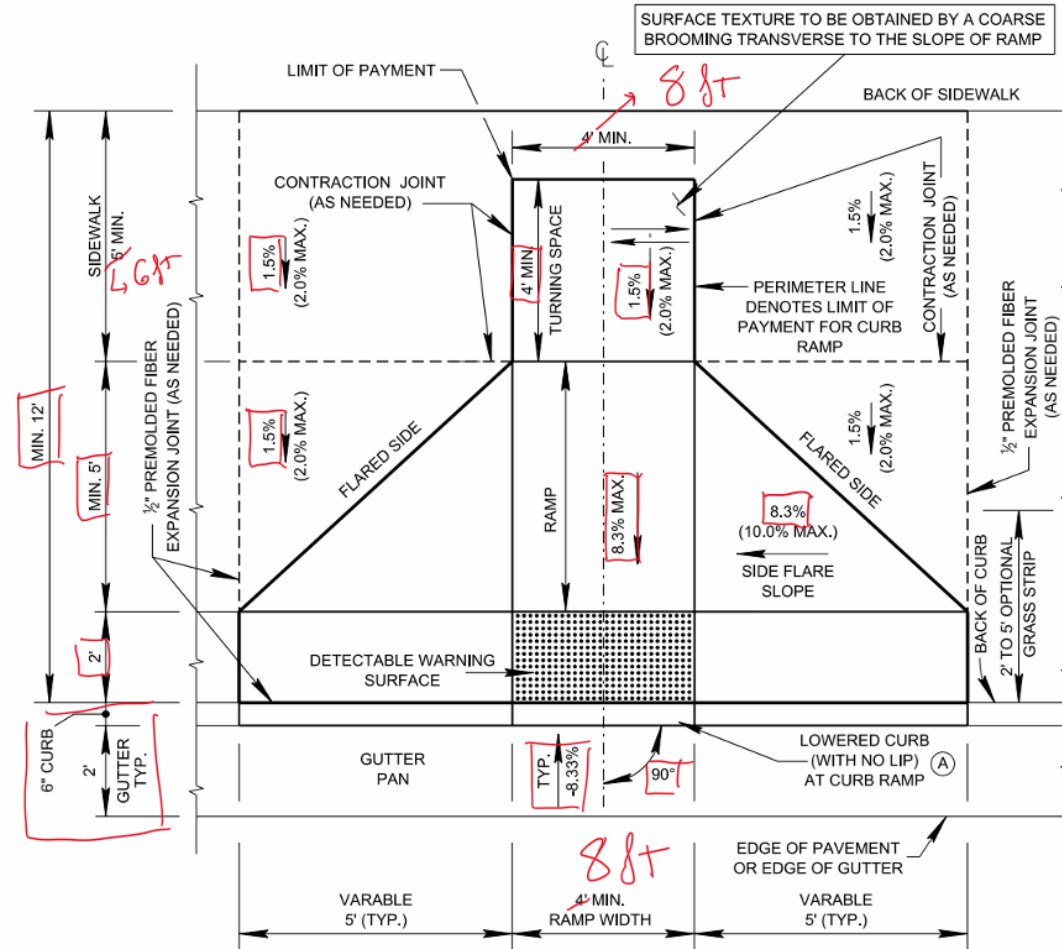 SURFACE TEXTURE TO BE OBTAINED BY A COARSE
BROOMING TRANSVERSE TO THE SLOPE OF RAMP
℄
LIMIT OF PAYMENT
8 ft
BACK OF SIDEWALK
4' MIN.
CONTRACTION JOINT
(AS NEEDED)
SIDEWALK
5' MIN.
6 ft
1.5%
(2.0% MAX.)
4' MIN.
TURNING SPACE
1.5%
(2.0% MAX.)
1.5%
(2.0% MAX.)
CONTRACTION JOINT
(AS NEEDED)
PERIMETER LINE
DENOTES LIMIT OF
PAYMENT FOR CURB
RAMP
MIN. 12'
MIN. 5'
½" PREMOLDED FIBER
EXPANSION JOINT (AS NEEDED)
1.5%
(2.0% MAX.)
FLARED SIDE
RAMP
8.3% MAX.
8.3%
(10.0% MAX.)
SIDE FLARE
SLOPE
FLARED SIDE
1.5%
(2.0% MAX.)
½" PREMOLDED FIBER
EXPANSION JOINT
(AS NEEDED)
2'
DETECTABLE WARNING
SURFACE
BACK OF CURB
2' TO 5' OPTIONAL
GRASS STRIP
6" CURB
2'
GUTTER
TYP.
GUTTER
PAN
TYP.
-8.33%
90°
LOWERED CURB
(WITH NO LIP) A
AT CURB RAMP
EDGE OF PAVEMENT
OR EDGE OF GUTTER
8 ft
VARABLE
5' (TYP.)
4' MIN.
RAMP WIDTH
VARABLE
5' (TYP.)